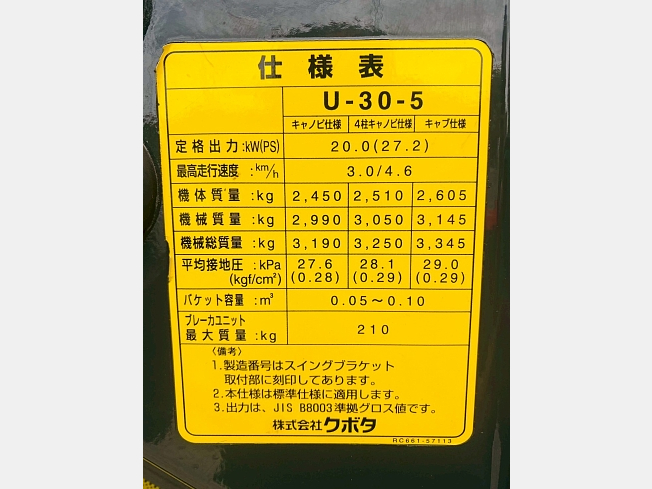 仕様表
U-30-5
キャノピ仕様 4柱キャノピ仕様 キャブ仕様
定格出力:kW(PS) 20.0(27.2)
最高走行速度:km/h 3.0/4.6
機体質量:kg 2,450 2,510 2,605
機械質量:kg 2,990 3,050 3,145
機械総質量:kg 3,190 3,250 3,345
平均接地圧:kPa 27.6 28.1 29.0
(kgf/cm²) (0.28) (0.29) (0.29)
バケット容量:m³ 0.05～0.10
ブレーカユニット
最大質量:kg 210
〈備考〉
1.製造番号はスイングブラケット
取付部に刻印してあります。
2.本仕様は標準仕様に適用します。
3.出力は、JIS B8003準拠グロス値です。
株式会社クボタ
RC661-57113